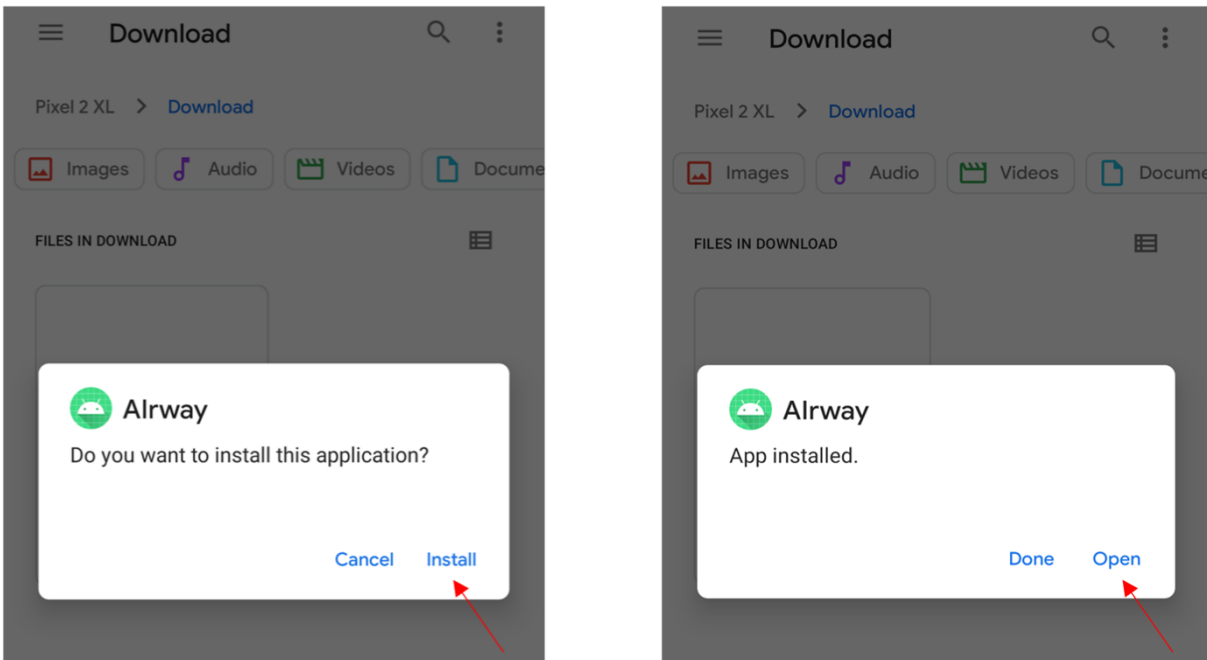 Download
Pixel 2 XL > Download
Images Audio Videos Docume
FILES IN DOWNLOAD
AIrway
Do you want to install this application?
Cancel Install
Download
Pixel 2 XL > Download
Images Audio Videos Docume
FILES IN DOWNLOAD
AIrway
App installed.
Done Open